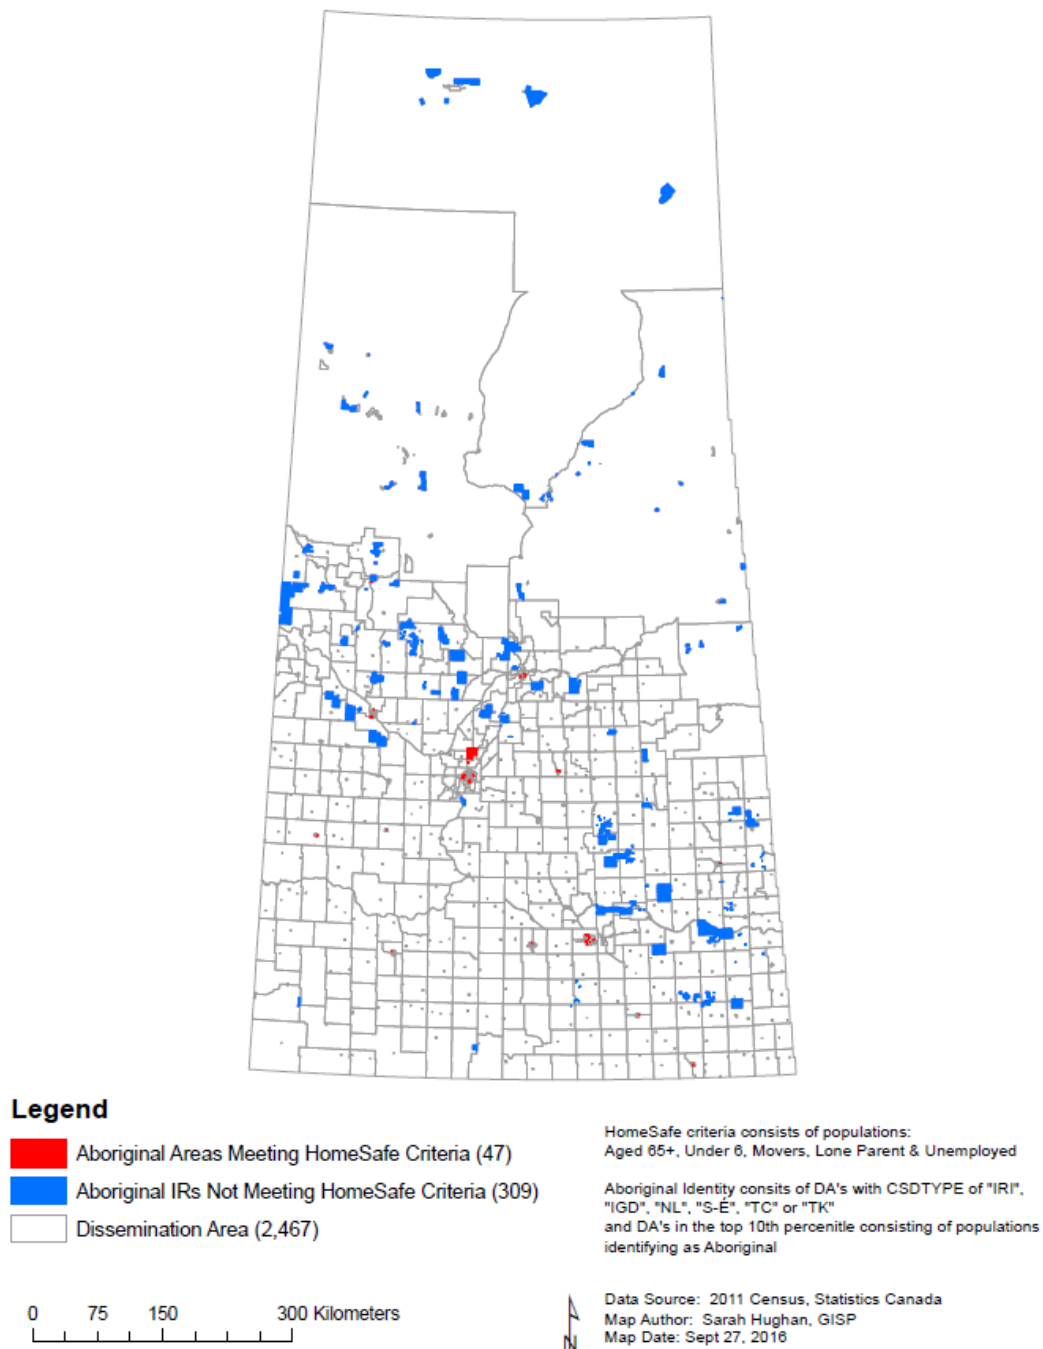 Legend
Aboriginal Areas Meeting HomeSafe Criteria (47)
Aboriginal IRs Not Meeting HomeSafe Criteria (309)
Dissemination Area (2,467)
HomeSafe criteria consists of populations:
Aged 65+, Under 6, Movers, Lone Parent & Unemployed
Aboriginal Identity consits of DA's with CSDTYPE of "IRI",
"IGD", "NL", "S-É", "TC" or "TK"
and DA's in the top 10th percenitle consisting of populations
identifying as Aboriginal
0 75 150 300 Kilometers
N
Data Source: 2011 Census, Statistics Canada
Map Author: Sarah Hughan, GISP
Map Date: Sept 27, 2016